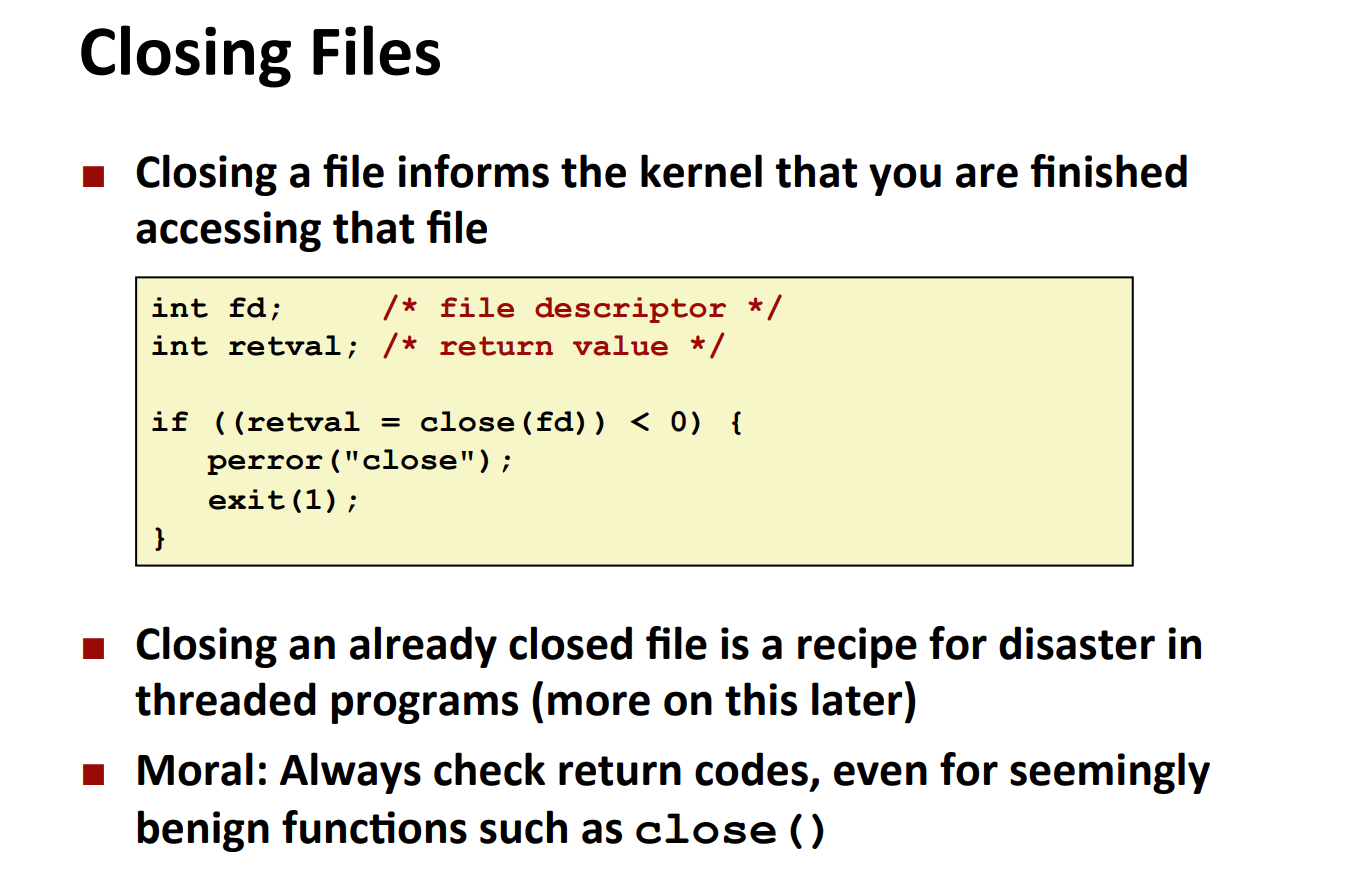 Closing Files
Closing a file informs the kernel that you are finished
accessing that file
int fd;     /* file descriptor */
int retval; /* return value */
if ((retval = close(fd)) < 0) {
   perror("close");
   exit(1);
}
Closing an already closed file is a recipe for disaster in
threaded programs (more on this later)
Moral: Always check return codes, even for seemingly
benign functions such as close()